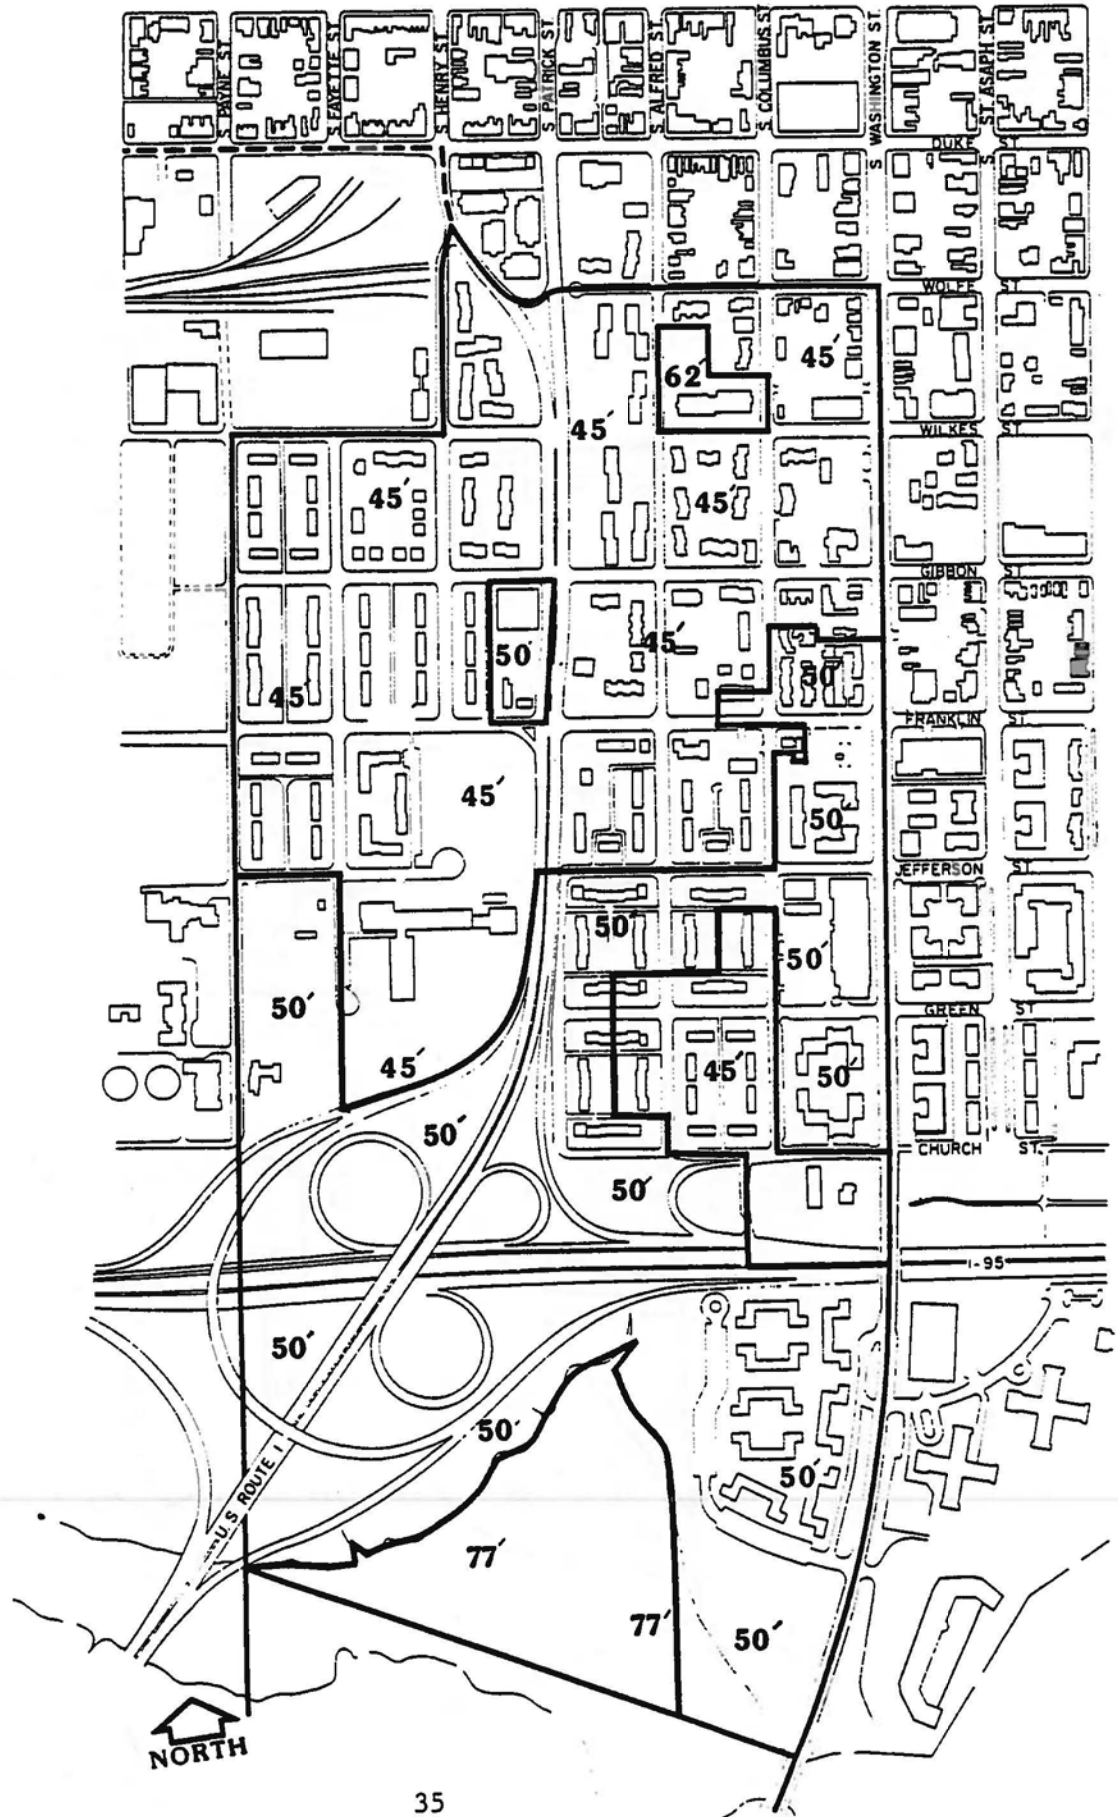 S PAYNE ST.
S FAYETTE ST
S HENRY ST.
S PATRICK ST.
S ALFRED ST.
S COLUMBUS ST.
S WASHINGTON ST.
S. ST. ASAPH ST.
DUKE ST
WOLFE ST
62'
45'
45'
WILKES ST.
45'
45'
GIBBON ST.
50'
45'
50'
45'
FRANKLIN ST.
45'
50'
JEFFERSON ST.
50'
50'
50'
GREEN ST
45'
45'
50'
50'
CHURCH ST.
50'
I-95
50'
50'
50'
U.S ROUTE 1
77'
77'
50'
NORTH
35